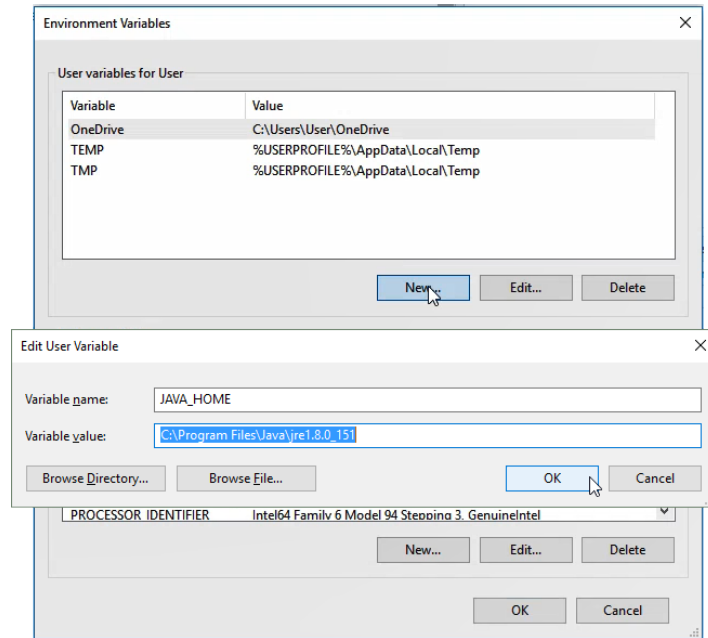 Environment Variables
User variables for User
Variable Value
OneDrive C:\Users\User\OneDrive
TEMP %USERPROFILE%\AppData\Local\Temp
TMP %USERPROFILE%\AppData\Local\Temp
New... Edit... Delete
Edit User Variable
Variable name: JAVA_HOME
Variable value: C:\Program Files\Java\jre1.8.0_151
Browse Directory... Browse File... OK Cancel
PROCESSOR_IDENTIFIER Intel64 Family 6 Model 94 Stepping 3, GenuineIntel
New... Edit... Delete
OK Cancel